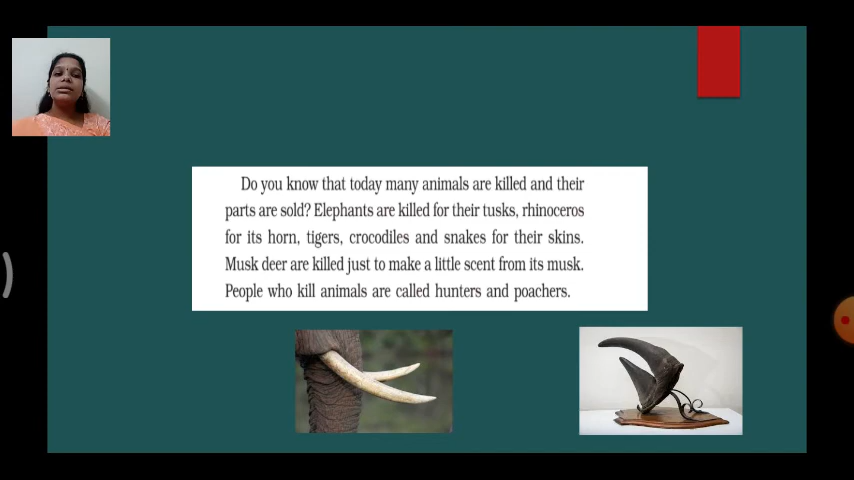 Do you know that today many animals are killed and their
parts are sold? Elephants are killed for their tusks, rhinoceros
for its horn, tigers, crocodiles and snakes for their skins.
Musk deer are killed just to make a little scent from its musk.
People who kill animals are called hunters and poachers.